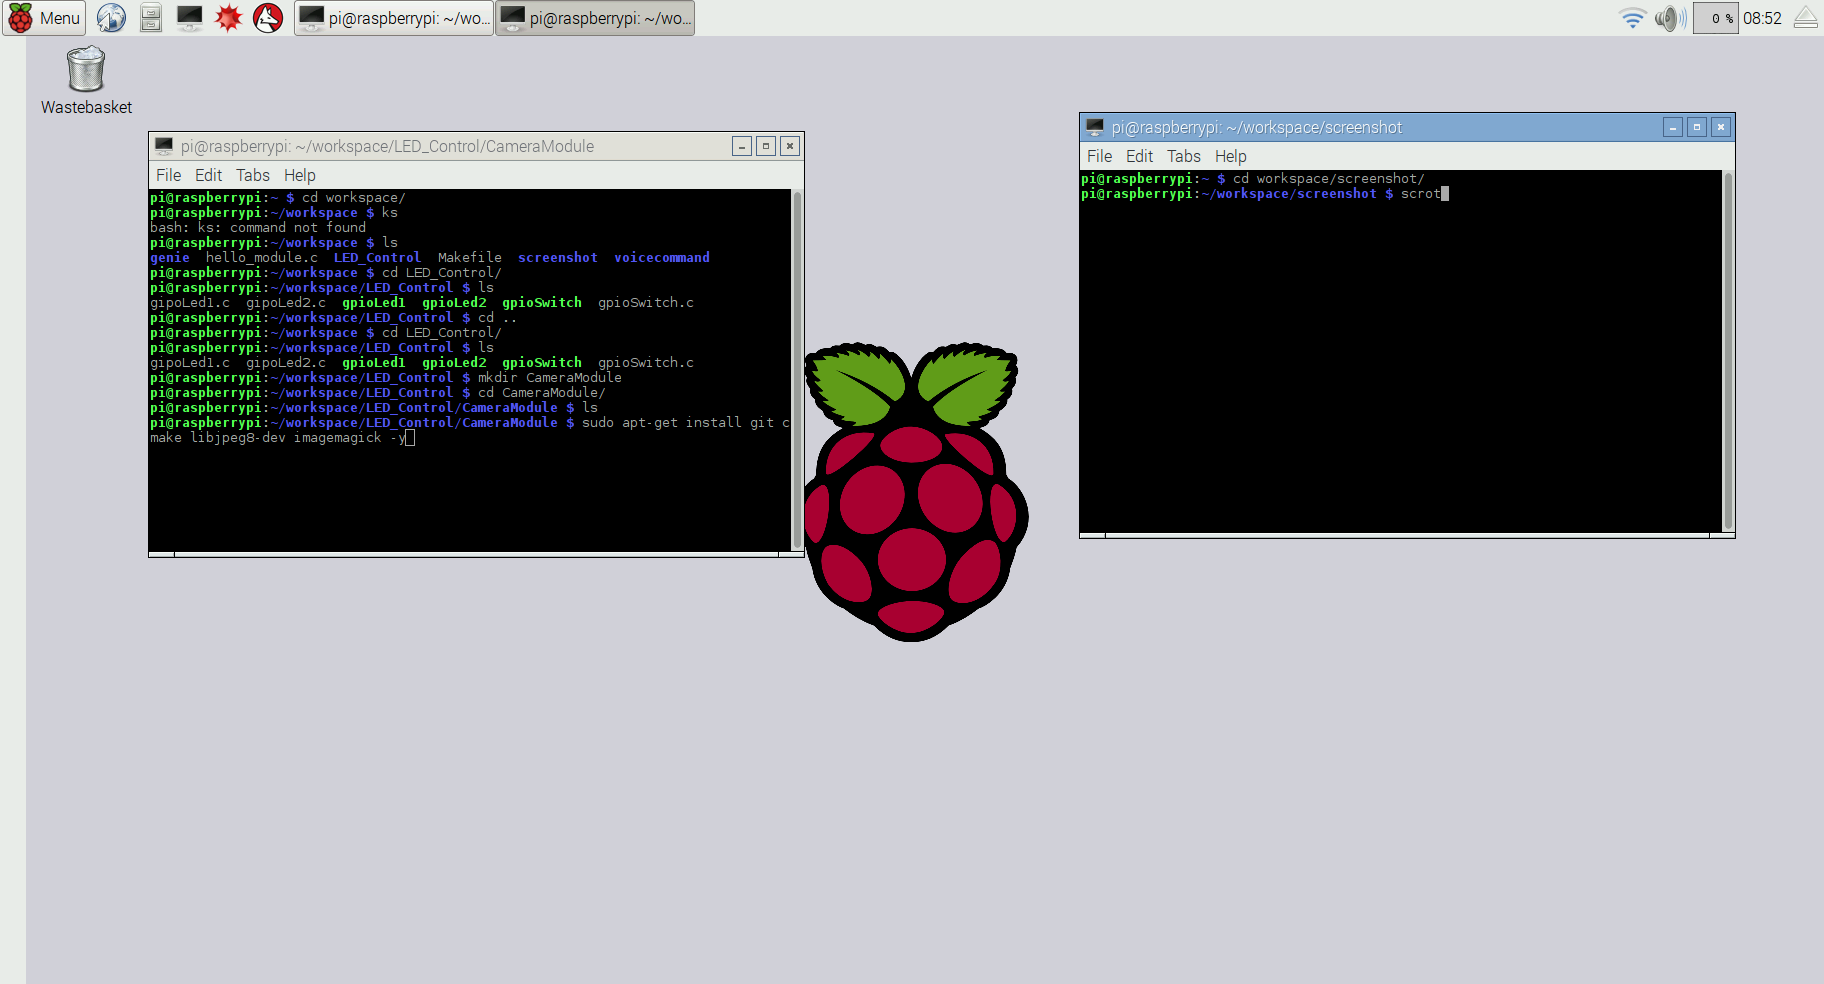 Menu
pi@raspberrypi: ~/wo...
pi@raspberrypi: ~/wo...
0 %
08:52
Wastebasket
pi@raspberrypi: ~/workspace/LED_Control/CameraModule
File Edit Tabs Help
pi@raspberrypi:~ $ cd workspace/
pi@raspberrypi:~/workspace $ ks
bash: ks: command not found
pi@raspberrypi:~/workspace $ ls
genie hello_module.c LED_Control Makefile screenshot voicecommand
pi@raspberrypi:~/workspace $ cd LED_Control/
pi@raspberrypi:~/workspace/LED_Control $ ls
gipoLed1.c gipoLed2.c gpioLed1 gpioLed2 gpioSwitch gpioSwitch.c
pi@raspberrypi:~/workspace/LED_Control $ cd ..
pi@raspberrypi:~/workspace $ cd LED_Control/
pi@raspberrypi:~/workspace/LED_Control $ ls
gipoLed1.c gipoLed2.c gpioLed1 gpioLed2 gpioSwitch gpioSwitch.c
pi@raspberrypi:~/workspace/LED_Control $ mkdir CameraModule
pi@raspberrypi:~/workspace/LED_Control $ cd CameraModule/
pi@raspberrypi:~/workspace/LED_Control/CameraModule $ ls
pi@raspberrypi:~/workspace/LED_Control/CameraModule $ sudo apt-get install git c
make libjpeg8-dev imagemagick -y
pi@raspberrypi: ~/workspace/screenshot
File Edit Tabs Help
pi@raspberrypi:~ $ cd workspace/screenshot/
pi@raspberrypi:~/workspace/screenshot $ scrot